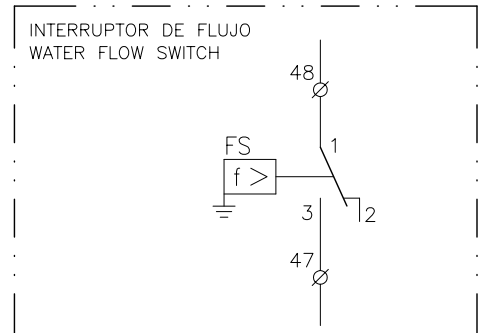 INTERRUPTOR DE FLUJO
WATER FLOW SWITCH
48
FS
1
f >
3
2
47